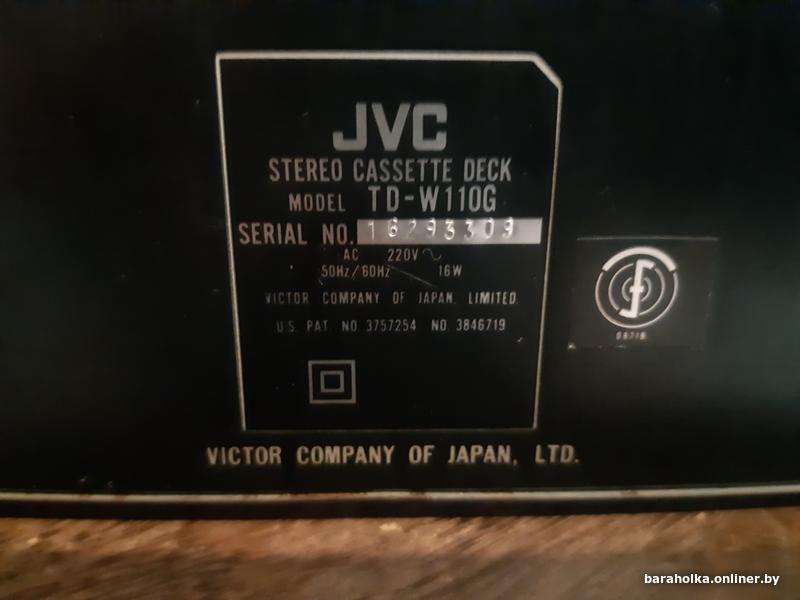 JVC
STEREO CASSETTE DECK
MODEL TD-W110G
SERIAL NO. 16293309
AC 220V~
50Hz/60Hz 16W
VICTOR COMPANY OF JAPAN. LIMITED.
U.S. PAT NO. 3757254 NO. 3846719
VICTOR COMPANY OF JAPAN, LTD.
baraholka.onliner.by